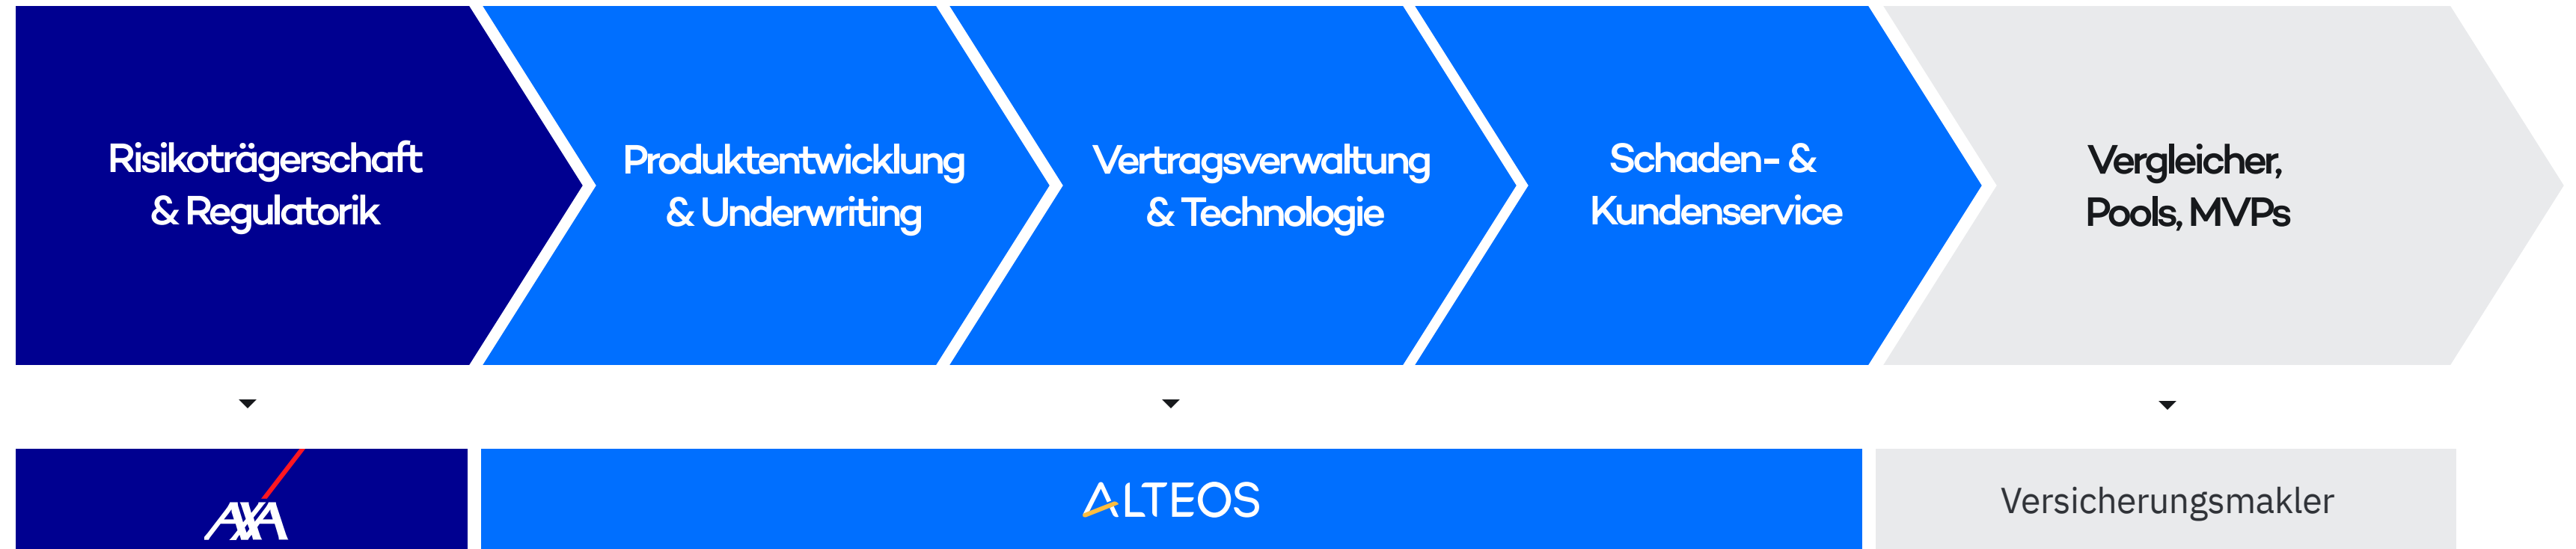 Risikoträgerschaft
& Regulatorik
Produktentwicklung
& Underwriting
Vertragsverwaltung
& Technologie
Schaden- &
Kundenservice
Vergleicher,
Pools, MVPs
AXA
ALTEOS
Versicherungsmakler